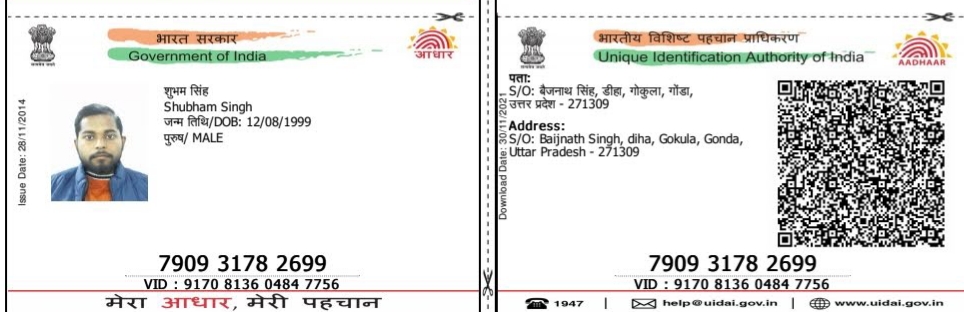 भारत सरकार
Government of India
आधार
Issue Date: 28/11/2014
शुभम सिंह
Shubham Singh
जन्म तिथि/DOB: 12/08/1999
पुरुष/ MALE
7909 3178 2699
VID : 9170 8136 0484 7756
मेरा आधार, मेरी पहचान
भारतीय विशिष्ट पहचान प्राधिकरण
Unique Identification Authority of India
AADHAAR
Download Date: 30/11/2021
पता:
S/O: बैजनाथ सिंह, डीहा, गोकुला, गोंडा,
उत्तर प्रदेश - 271309
Address:
S/O: Baijnath Singh, diha, Gokula, Gonda,
Uttar Pradesh - 271309
7909 3178 2699
VID : 9170 8136 0484 7756
1947 | help@uidai.gov.in | www.uidai.gov.in